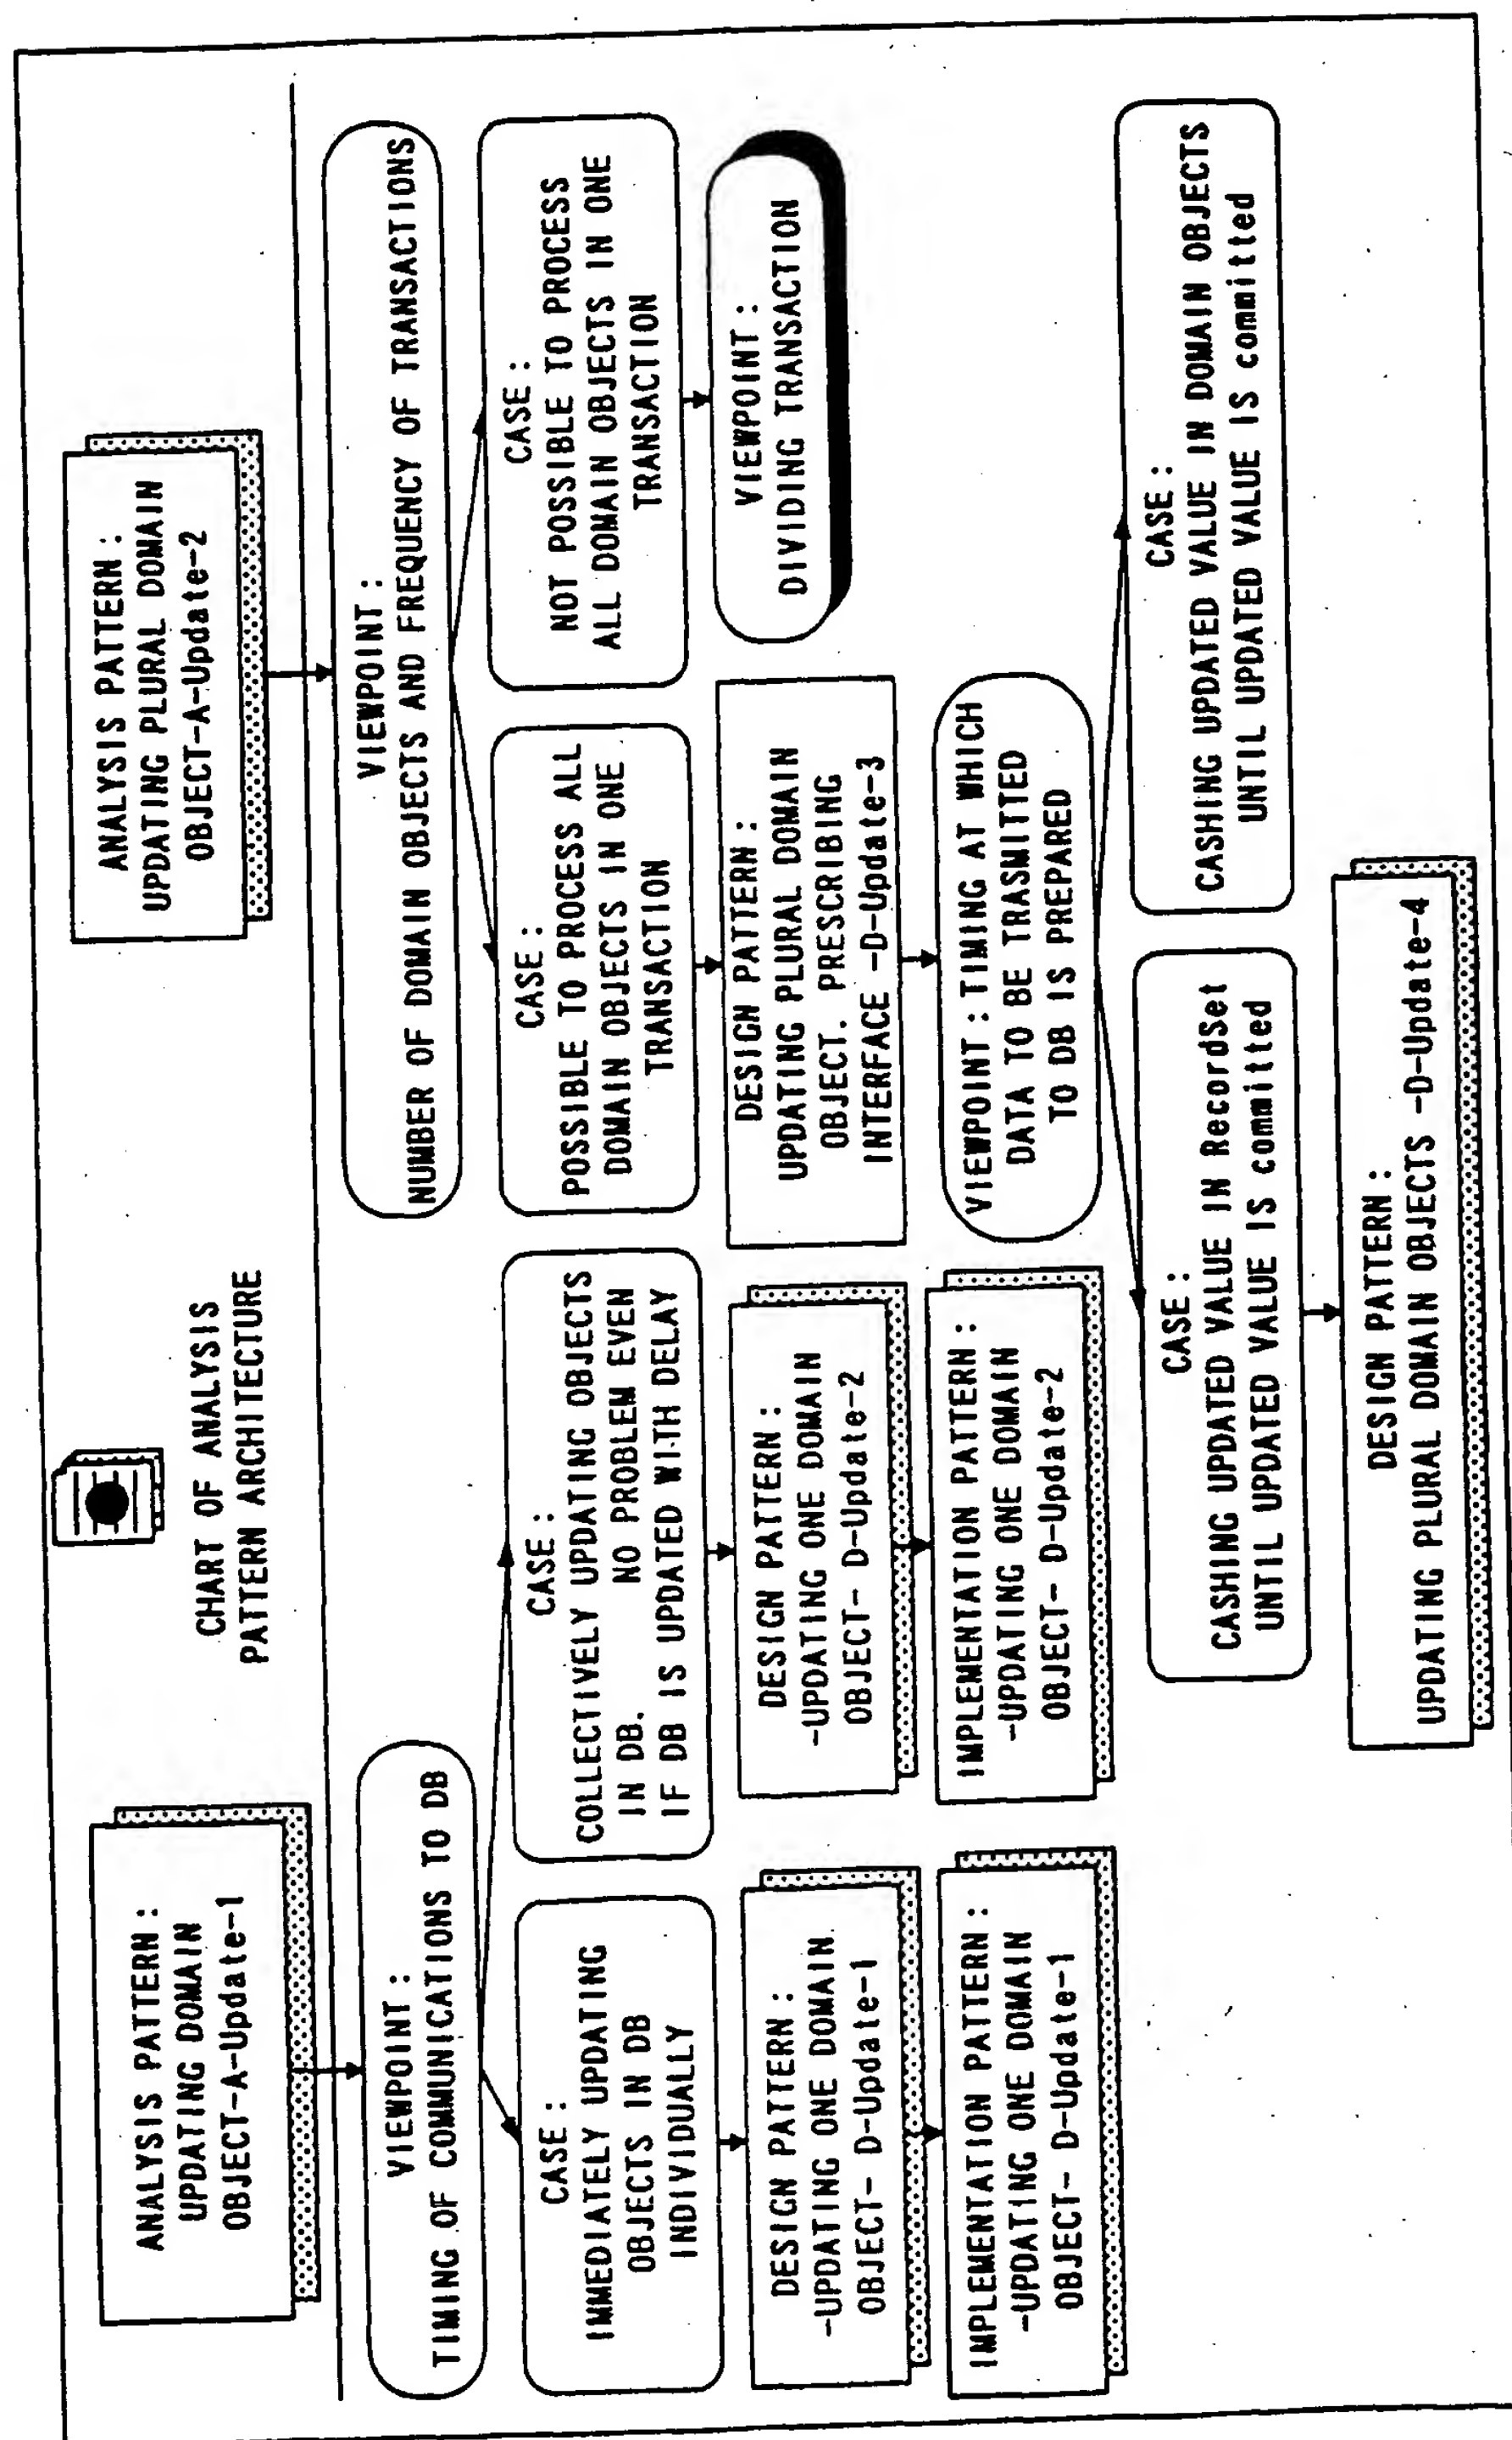 CHART OF ANALYSIS
PATTERN ARCHITECTURE
ANALYSIS PATTERN:
UPDATING DOMAIN
OBJECT-A-Update-1
ANALYSIS PATTERN:
UPDATING PLURAL DOMAIN
OBJECT-A-Update-2
VIEWPOINT:
TIMING OF COMMUNICATIONS TO DB
CASE:
IMMEDIATELY UPDATING
OBJECTS IN DB
INDIVIDUALLY
DESIGN PATTERN:
-UPDATING ONE DOMAIN
OBJECT- D-Update-1
IMPLEMENTATION PATTERN:
-UPDATING ONE DOMAIN
OBJECT- D-Update-1
CASE:
COLLECTIVELY UPDATING OBJECTS
IN DB. NO PROBLEM EVEN
IF DB IS UPDATED WITH DELAY
DESIGN PATTERN:
-UPDATING ONE DOMAIN
OBJECT- D-Update-2
IMPLEMENTATION PATTERN:
-UPDATING ONE DOMAIN
OBJECT- D-Update-2
VIEWPOINT:
NUMBER OF DOMAIN OBJECTS AND FREQUENCY OF TRANSACTIONS
CASE:
POSSIBLE TO PROCESS ALL
DOMAIN OBJECTS IN ONE
TRANSACTION
DESIGN PATTERN:
UPDATING PLURAL DOMAIN
OBJECT. PRESCRIBING
INTERFACE -D-Update-3
VIEWPOINT: TIMING AT WHICH
DATA TO BE TRASMITTED
TO DB IS PREPARED
CASE:
NOT POSSIBLE TO PROCESS
ALL DOMAIN OBJECTS IN ONE
TRANSACTION
VIEWPOINT:
DIVIDING TRANSACTION
CASE:
CASHING UPDATED VALUE IN RecordSet
UNTIL UPDATED VALUE IS committed
CASE:
CASHING UPDATED VALUE IN DOMAIN OBJECTS
UNTIL UPDATED VALUE IS committed
DESIGN PATTERN:
UPDATING PLURAL DOMAIN OBJECTS -D-Update-4